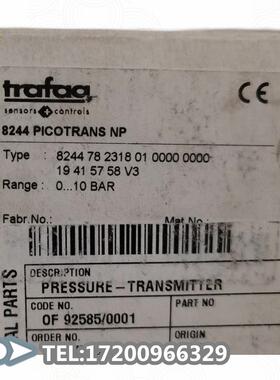 trafag
sensors controls
CE
8244 PICOTRANS NP
Type : 8244 78 2318 01 0000 0000
19 41 57 58 V3
Range : 0...10 BAR
Fabr.No.: Mat.No.:
AL PARTS
DESCRIPTION
PRESSURE-TRANSMITTER
CODE NO. PART NO
OF 92585/0001
ORDER NO. ORIGIN
TEL:17200966329